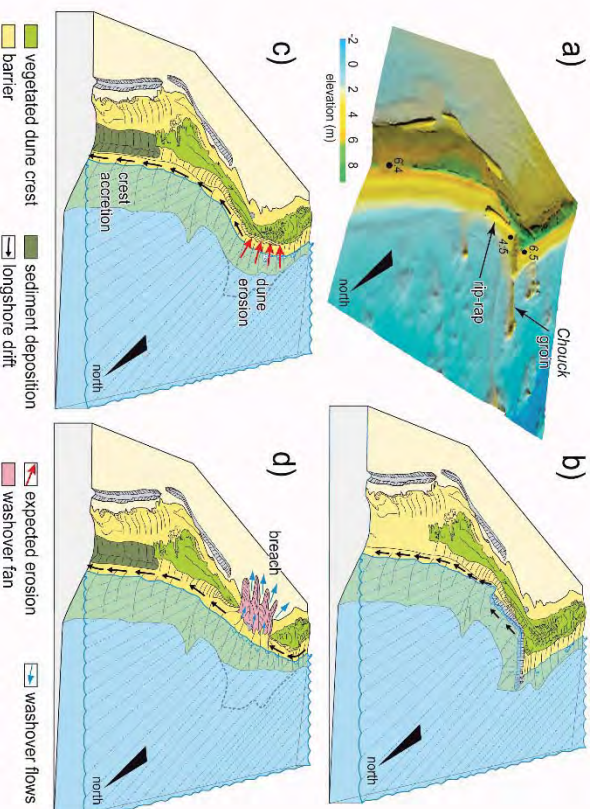 a)
-2
0
2
4
6
8
elevation (m)
6.4
4.5
6.5
rip-rap
Chouck
groin
north
b)
north
c)
crest
accretion
dune
erosion
north
d)
breach
north
vegetated dune crest
barrier
sediment deposition
longshore drift
expected erosion
washover fan
washover flows